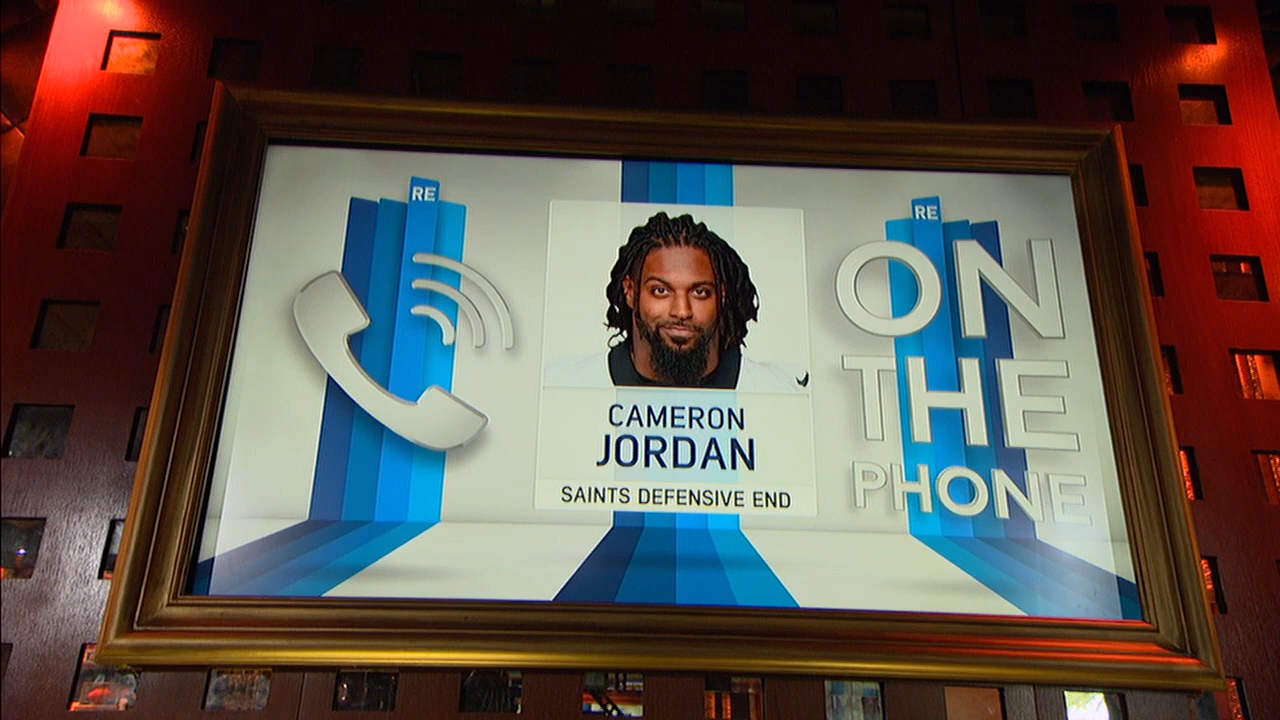 RE
CAMERON
JORDAN
SAINTS DEFENSIVE END
RE
ON
THE
PHONE